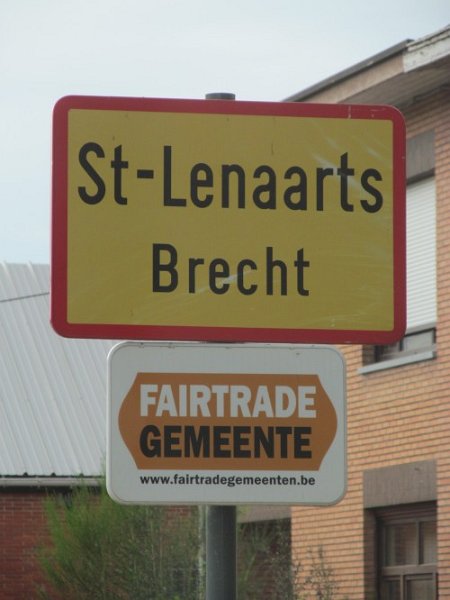 St-Lenaarts
Brecht
FAIRTRADE
GEMEENTE
www.fairtradegemeenten.be